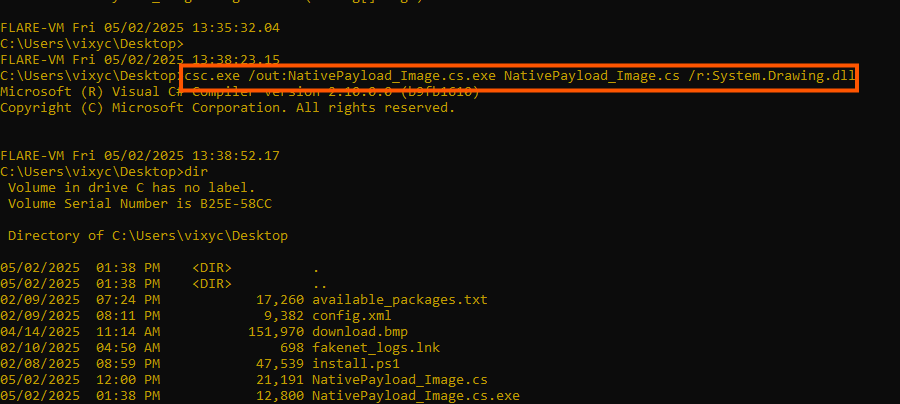 FLARE-VM Fri 05/02/2025 13:35:32.04
C:\Users\vixyc\Desktop>
FLARE-VM Fri 05/02/2025 13:38:23.15
C:\Users\vixyc\Desktop>csc.exe /out:NativePayload_Image.cs.exe NativePayload_Image.cs /r:System.Drawing.dll
Microsoft (R) Visual C# Compiler version 2.10.0.0 (b9fb1610)
Copyright (C) Microsoft Corporation. All rights reserved.
FLARE-VM Fri 05/02/2025 13:38:52.17
C:\Users\vixyc\Desktop>dir
Volume in drive C has no label.
Volume Serial Number is B25E-58CC
Directory of C:\Users\vixyc\Desktop
05/02/2025 01:38 PM <DIR> .
05/02/2025 01:38 PM <DIR> ..
02/09/2025 07:24 PM 17,260 available_packages.txt
02/09/2025 08:11 PM 9,382 config.xml
04/14/2025 11:14 AM 151,970 download.bmp
02/10/2025 04:50 AM 698 fakenet_logs.lnk
02/08/2025 08:59 PM 47,539 install.ps1
05/02/2025 12:00 PM 21,191 NativePayload_Image.cs
05/02/2025 01:38 PM 12,800 NativePayload_Image.cs.exe